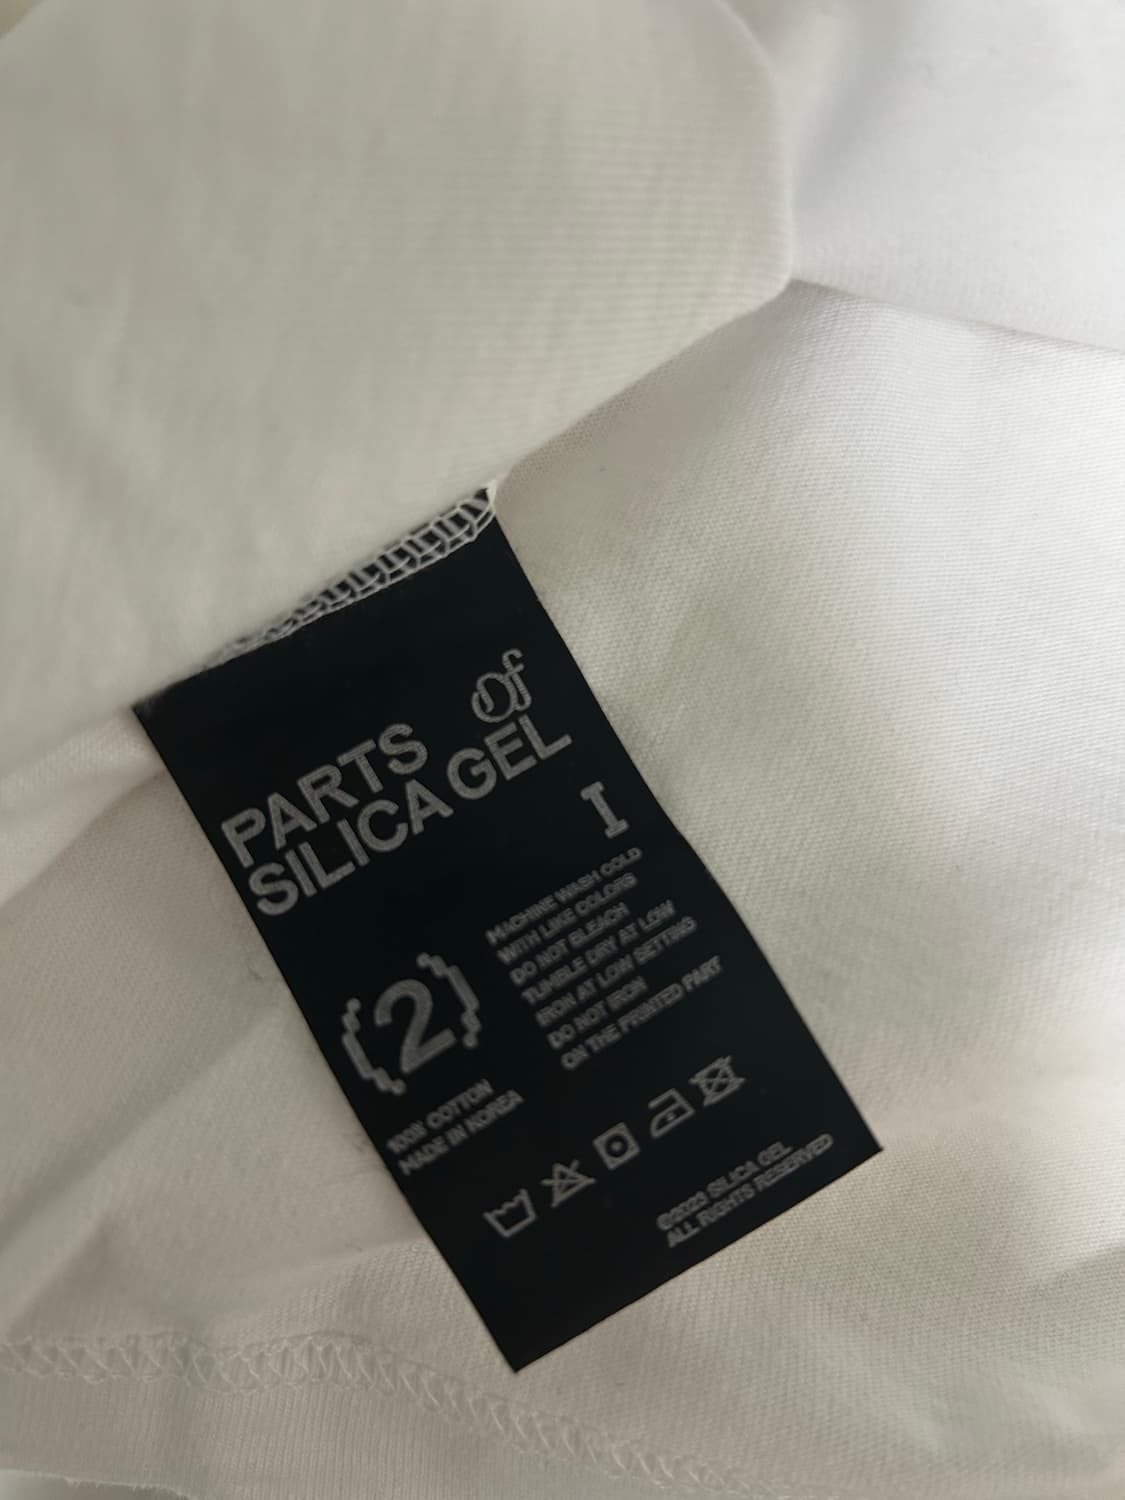 PARTS Of
SILICA GEL
I
(2)
100% COTTON
MADE IN KOREA
MACHINE WASH COLD
WITH LIKE COLORS
DO NOT BLEACH
TUMBLE DRY AT LOW
IRON AT LOW SETTING
DO NOT IRON
ON THE PRINTED PART
©2023 SILICA GEL.
ALL RIGHTS RESERVED